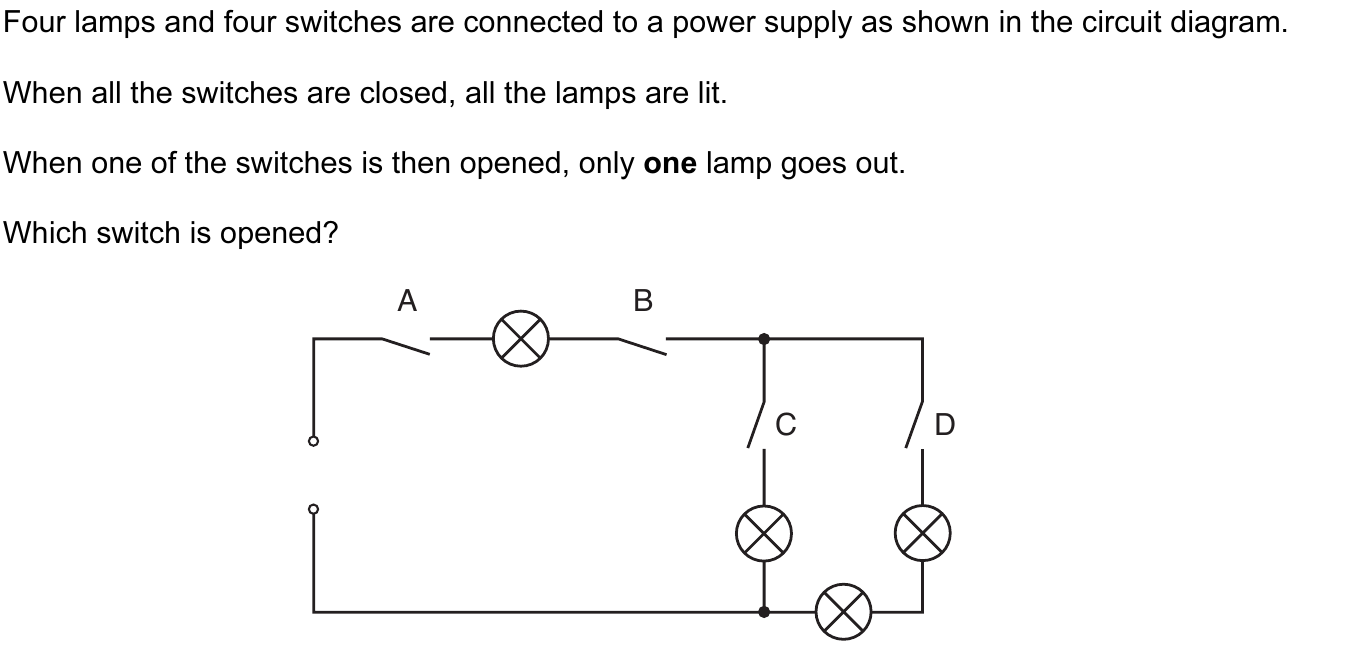 Four lamps and four switches are connected to a power supply as shown in the circuit diagram.
When all the switches are closed, all the lamps are lit.
When one of the switches is then opened, only one lamp goes out.
Which switch is opened?
A
B
C
D